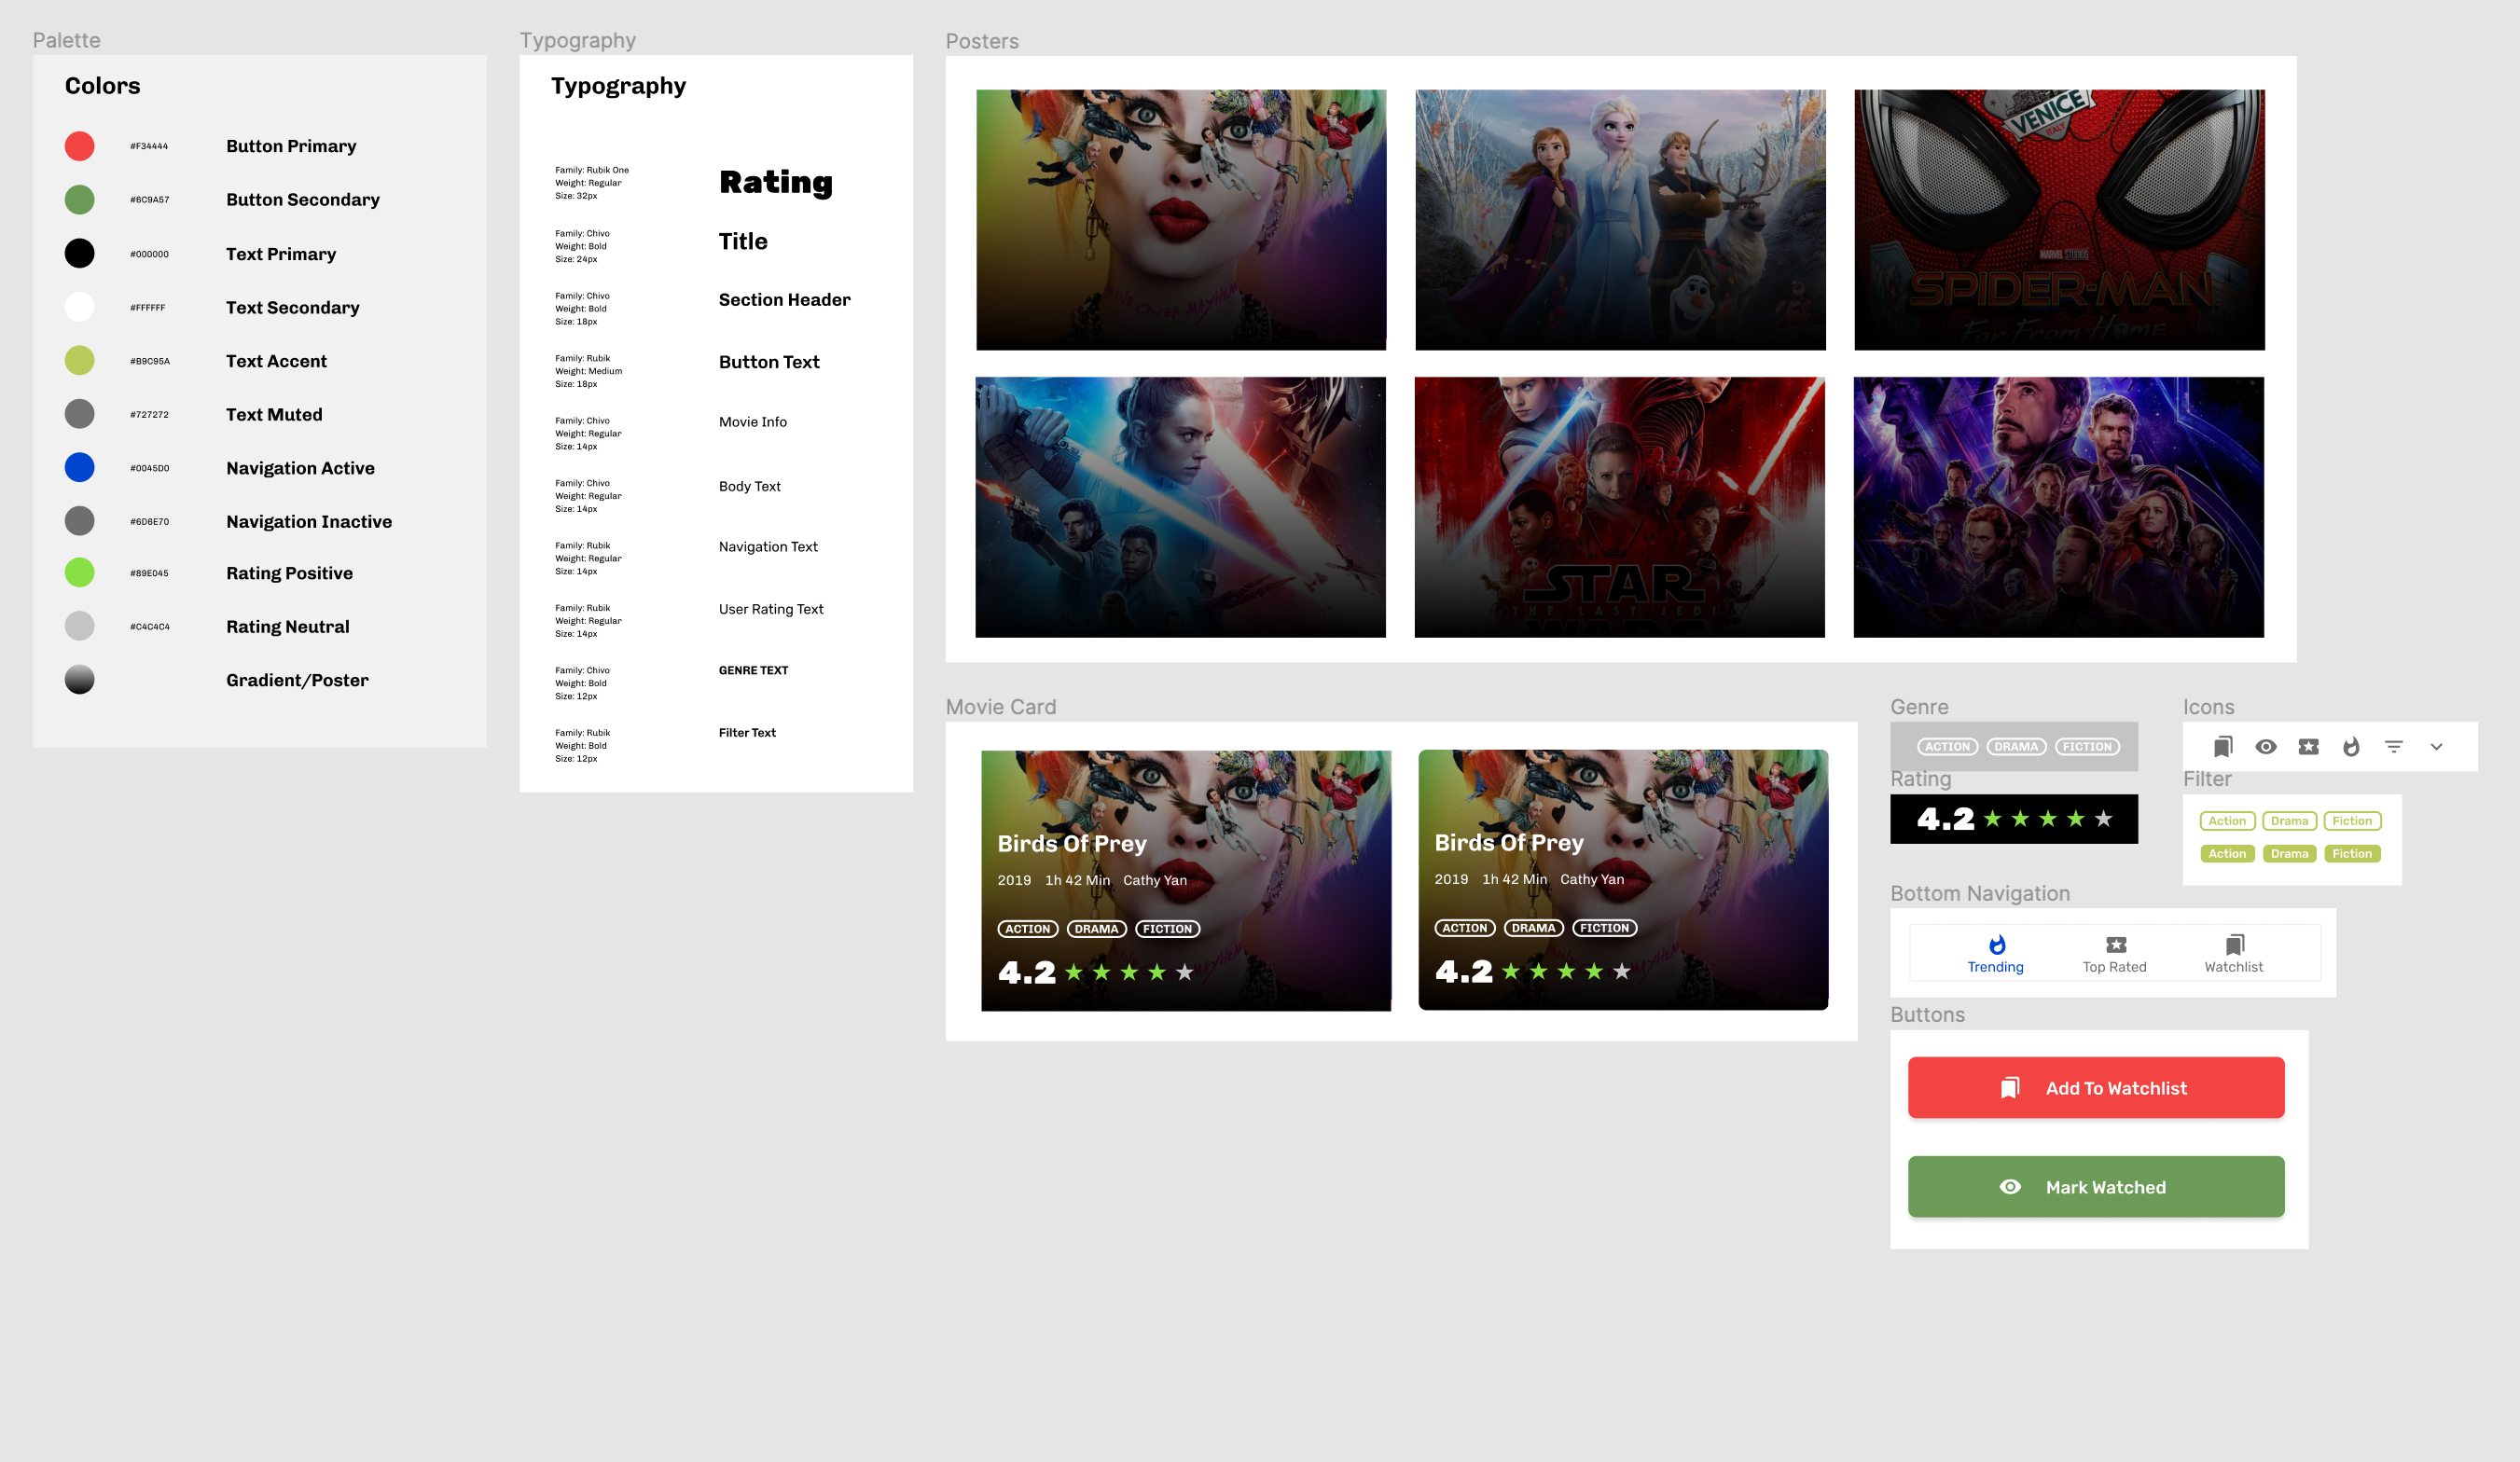 Palette
Colors
#F34444
Button Primary
#6C9A57
Button Secondary
#000000
Text Primary
#FFFFFF
Text Secondary
#B9C95A
Text Accent
#727272
Text Muted
#0045D0
Navigation Active
#6D6E70
Navigation Inactive
#89E045
Rating Positive
#C4C4C4
Rating Neutral
Gradient/Poster
Typography
Typography
Family: Rubik One
Weight: Regular
Size: 32px
Rating
Family: Chivo
Weight: Bold
Size: 24px
Title
Family: Chivo
Weight: Bold
Size: 18px
Section Header
Family: Rubik
Weight: Medium
Size: 18px
Button Text
Family: Chivo
Weight: Regular
Size: 14px
Movie Info
Family: Chivo
Weight: Regular
Size: 14px
Body Text
Family: Rubik
Weight: Regular
Size: 14px
Navigation Text
Family: Rubik
Weight: Regular
Size: 14px
User Rating Text
Family: Chivo
Weight: Bold
Size: 12px
GENRE TEXT
Family: Rubik
Weight: Bold
Size: 12px
Filter Text
Posters
OVER MAYHEM
VENICE
ITALY
MARVEL STUDIOS
SPIDER-MAN
Far From Home
STAR
THE LAST JEDI
WARS
Movie Card
Birds Of Prey
2019 1h 42 Min Cathy Yan
ACTION DRAMA FICTION
4.2
MAYHEM
Birds Of Prey
2019 1h 42 Min Cathy Yan
ACTION DRAMA FICTION
4.2
MAYHEM
Genre
ACTION DRAMA FICTION
Icons
Rating
4.2
Filter
Action Drama Fiction
Action Drama Fiction
Bottom Navigation
Trending Top Rated Watchlist
Buttons
Add To Watchlist
Mark Watched